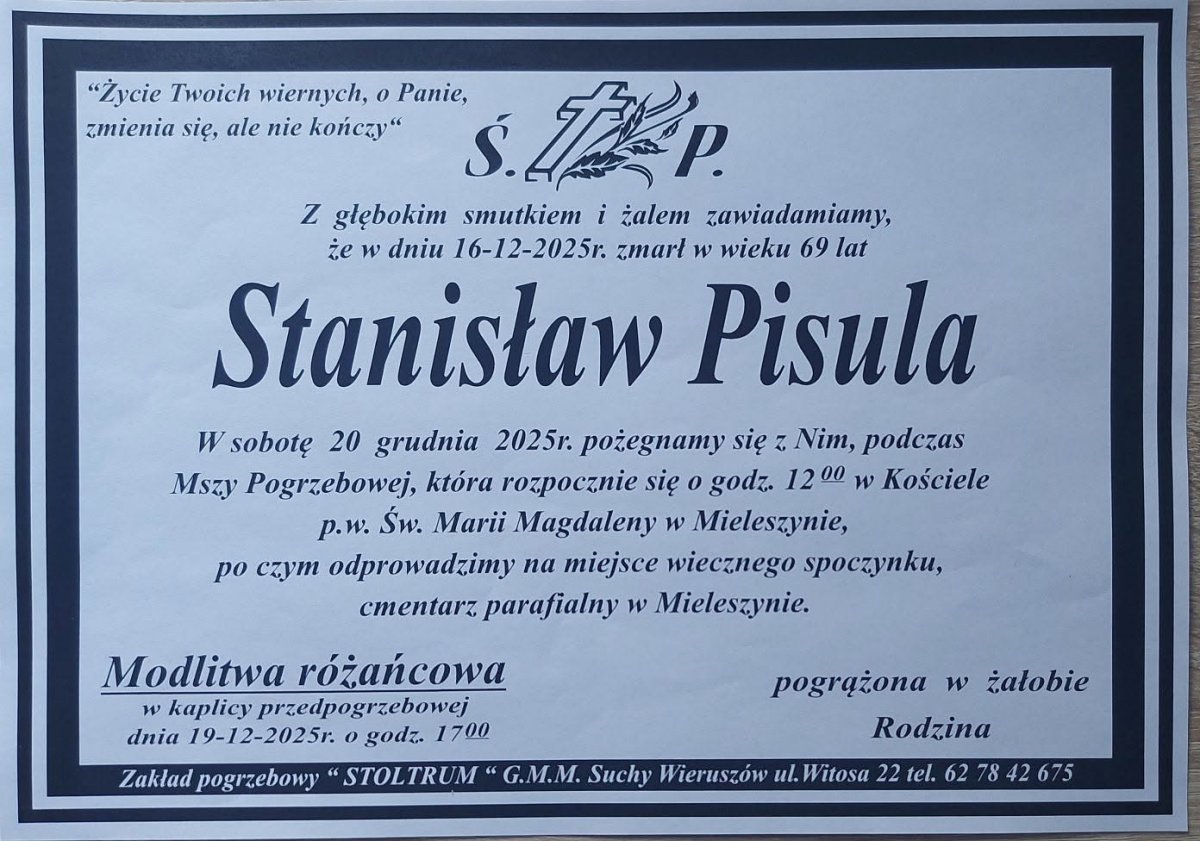 “Życie Twoich wiernych, o Panie,
zmienia się, ale nie kończy“
Ś. P.
Z głębokim smutkiem i żalem zawiadamiamy,
że w dniu 16-12-2025r. zmarł w wieku 69 lat
Stanisław Pisula
W sobotę 20 grudnia 2025r. pożegnamy się z Nim, podczas
Mszy Pogrzebowej, która rozpocznie się o godz. 12 00 w Kościele
p.w. Św. Marii Magdaleny w Mieleszynie,
po czym odprowadzimy na miejsce wiecznego spoczynku,
cmentarz parafialny w Mieleszynie.
Modlitwa różańcowa
w kaplicy przedpogrzebowej
dnia 19-12-2025r. o godz. 1700
pogrążona w żałobie
Rodzina
Zakład pogrzebowy “ STOLTRUM “ G.M.M. Suchy Wieruszów ul.Witosa 22 tel. 62 78 42 675